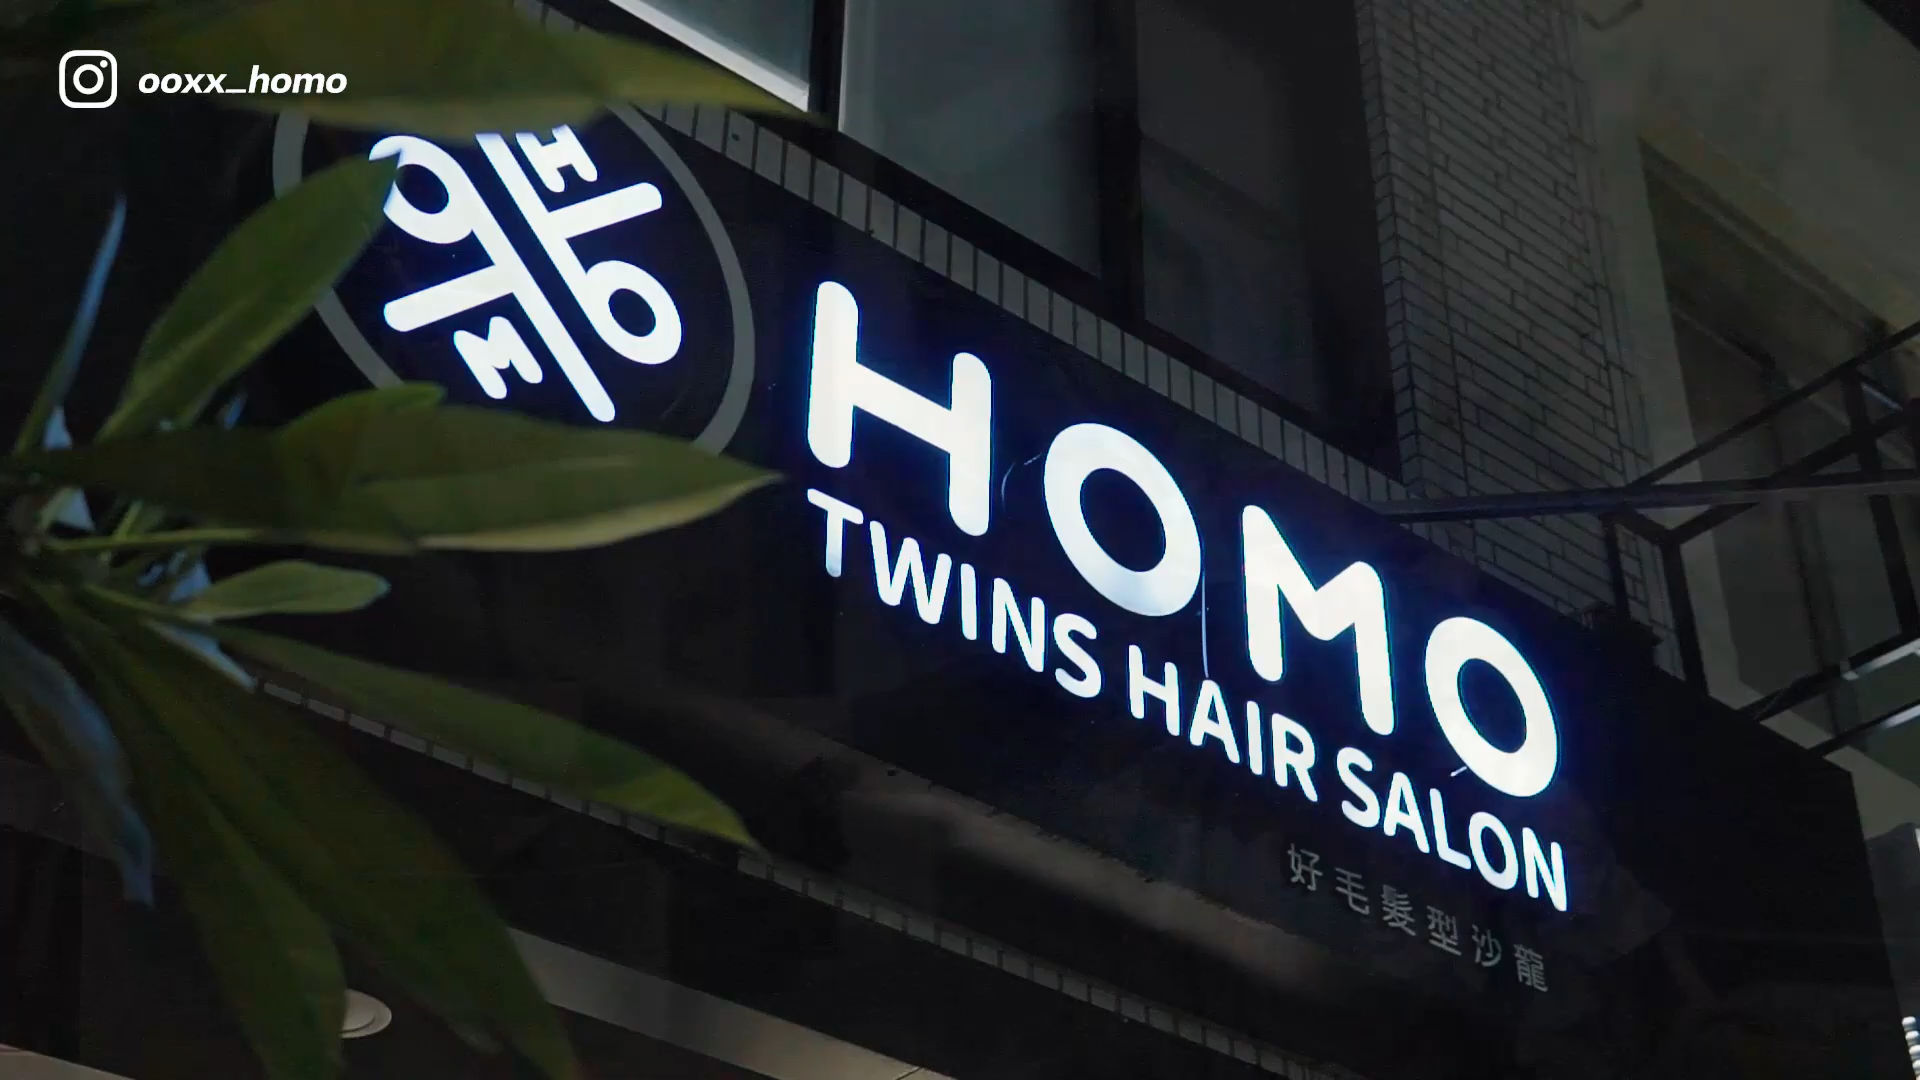 ooxx_homo
H
O
O
M
HOMO
TWINS HAIR SALON
好毛髮型沙龍